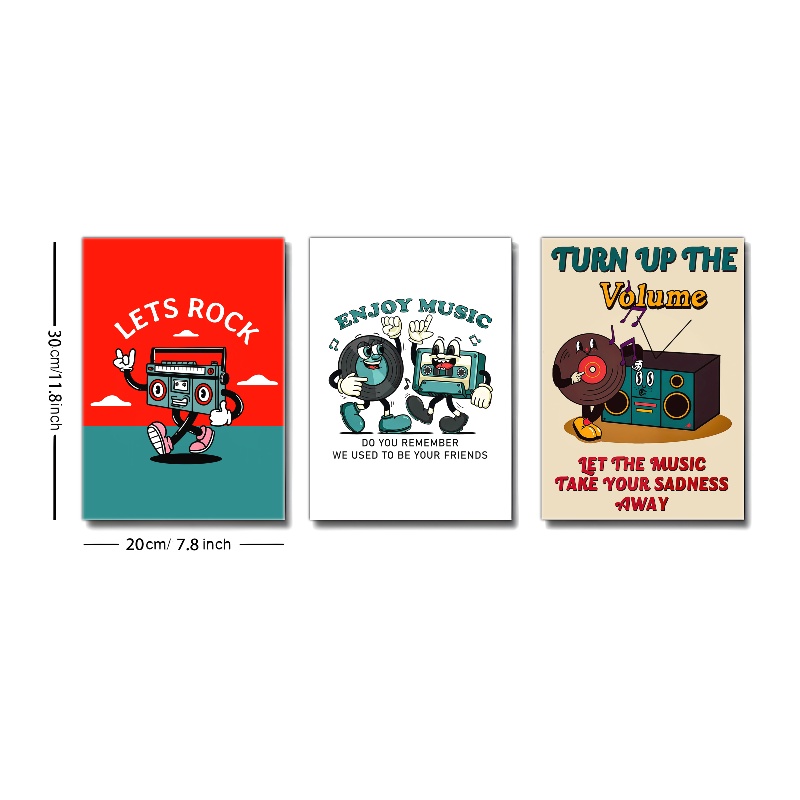 30cm/11.8inch
20cm/ 7.8 inch
LETS ROCK
ENJOY MUSIC
DO YOU REMEMBER
WE USED TO BE YOUR FRIENDS
TURN UP THE
Volume
LET THE MUSIC
TAKE YOUR SADNESS
AWAY